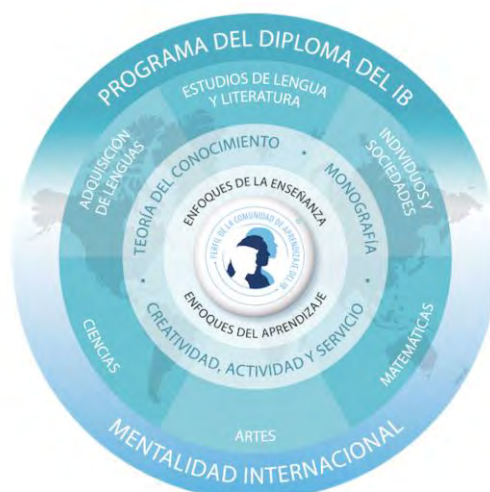 PROGRAMA DEL DIPLOMA DEL IB
ESTUDIOS DE LENGUA
Y LITERATURA
ADQUISICIÓN
DE LENGUAS
INDIVIDUOS Y
SOCIEDADES
TEORÍA DEL CONOCIMIENTO
MONOGRAFÍA
ENFOQUES DE LA ENSEÑANZA
PERFIL DE LA COMUNIDAD DE APRENDIZAJE DEL IB
ENFOQUES DEL APRENDIZAJE
CREATIVIDAD, ACTIVIDAD Y SERVICIO
CIENCIAS
MATEMÁTICAS
ARTES
MENTALIDAD INTERNACIONAL